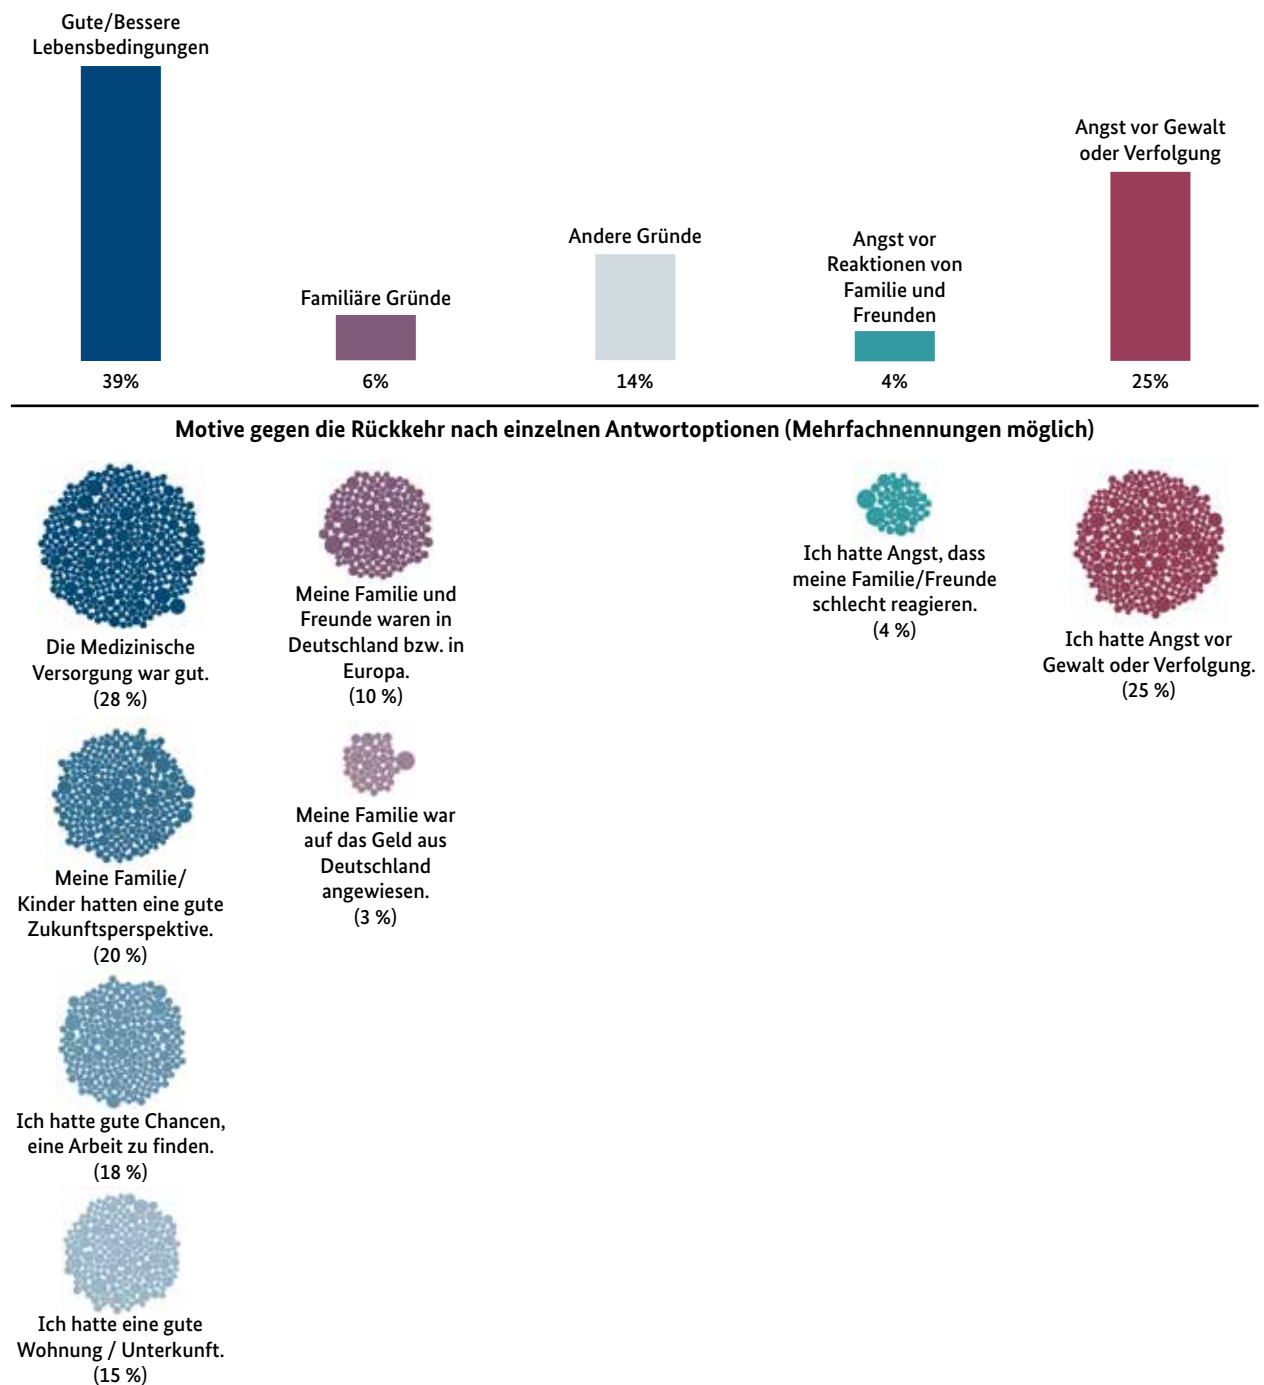 Gute/Bessere
Lebensbedingungen
39%
Familiäre Gründe
6%
Andere Gründe
14%
Angst vor
Reaktionen von
Familie und
Freunden
4%
Angst vor Gewalt
oder Verfolgung
25%
Motive gegen die Rückkehr nach einzelnen Antwortoptionen (Mehrfachnennungen möglich)
Die Medizinische
Versorgung war gut.
(28 %)
Meine Familie/
Kinder hatten eine gute
Zukunftsperspektive.
(20 %)
Ich hatte gute Chancen,
eine Arbeit zu finden.
(18 %)
Ich hatte eine gute
Wohnung / Unterkunft.
(15 %)
Meine Familie und
Freunde waren in
Deutschland bzw. in
Europa.
(10 %)
Meine Familie war
auf das Geld aus
Deutschland
angewiesen.
(3 %)
Ich hatte Angst, dass
meine Familie/Freunde
schlecht reagieren.
(4 %)
Ich hatte Angst vor
Gewalt oder Verfolgung.
(25 %)